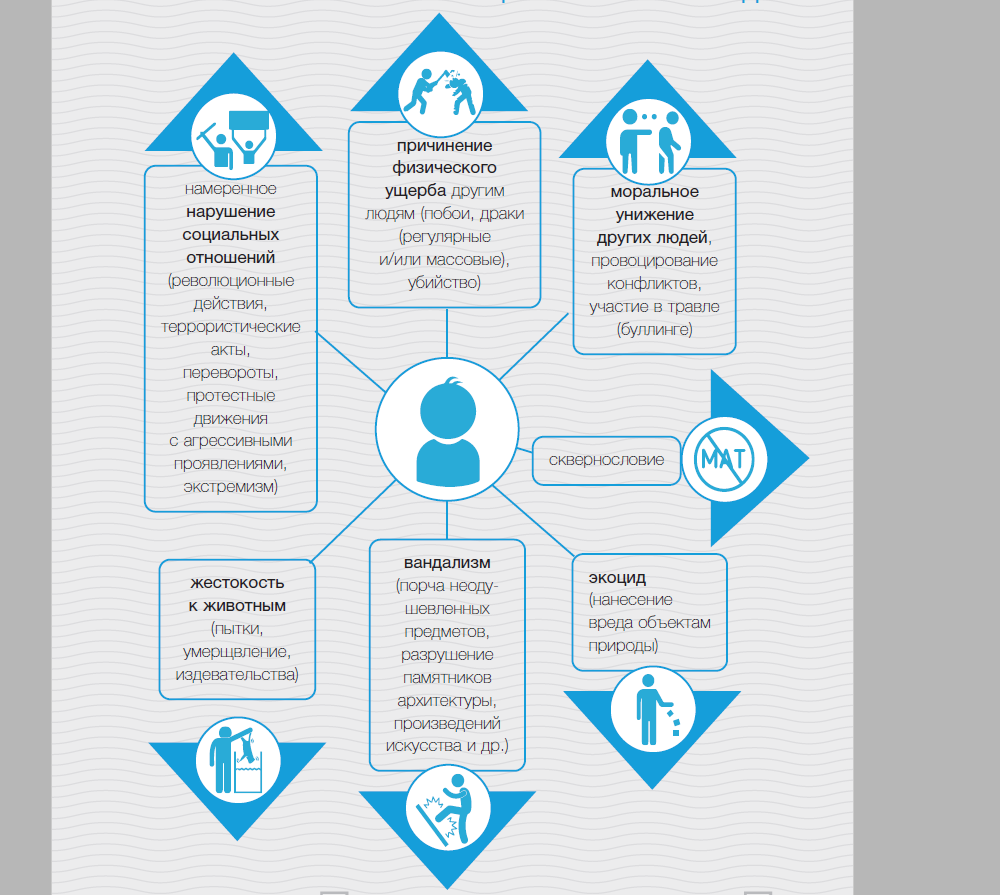 намеренное
нарушение
социальных
отношений
(революционные
действия,
террористические
акты,
перевороты,
протестные
движения
с агрессивными
проявлениями,
экстремизм)
причинение
физического
ущерба другим
людям (побои, драки
(регулярные
и/или массовые),
убийство)
моральное
унижение
других людей,
провоцирование
конфликтов,
участие в травле
(буллинге)
сквернословие
МАТ
жестокость
к животным
(пытки,
умерщвление,
издевательства)
вандализм
(порча неоду-
шевленных
предметов,
разрушение
памятников
архитектуры,
произведений
искусства и др.)
экоцид
(нанесение
вреда объектам
природы)